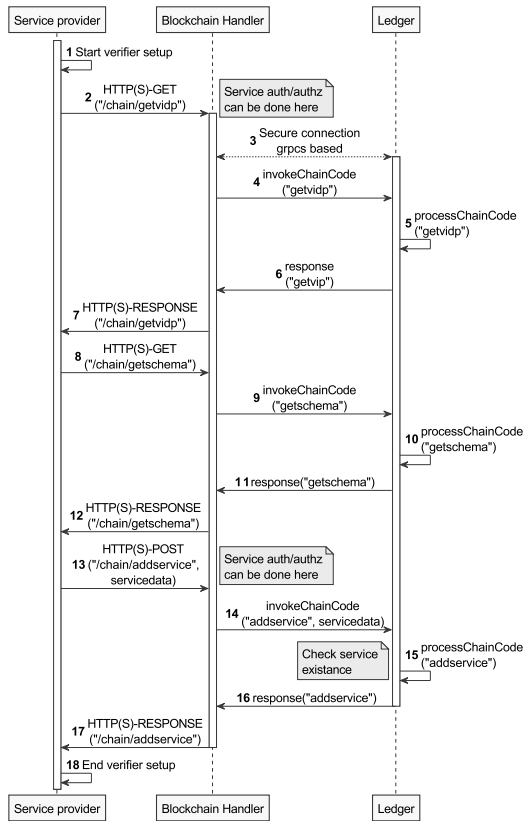 Service provider
Blockchain Handler
Ledger
1 Start verifier setup
HTTP(S)-GET
2 ("/chain/getvidp")
Service auth/authz
can be done here
3 Secure connection
grpcs based
4 invokeChainCode
("getvidp")
5 processChainCode
("getvidp")
6 response
("getvip")
7 HTTP(S)-RESPONSE
("/chain/getvidp")
8 HTTP(S)-GET
("/chain/getschema")
9 invokeChainCode
("getschema")
10 processChainCode
("getschema")
11 response("getschema")
12 HTTP(S)-RESPONSE
("/chain/getschema")
HTTP(S)-POST
13 ("/chain/addservice",
servicedata)
Service auth/authz
can be done here
14 invokeChainCode
("addservice", servicedata)
15 processChainCode
("addservice")
Check service
existance
16 response("addservice")
17 HTTP(S)-RESPONSE
("/chain/addservice")
18 End verifier setup
Service provider
Blockchain Handler
Ledger